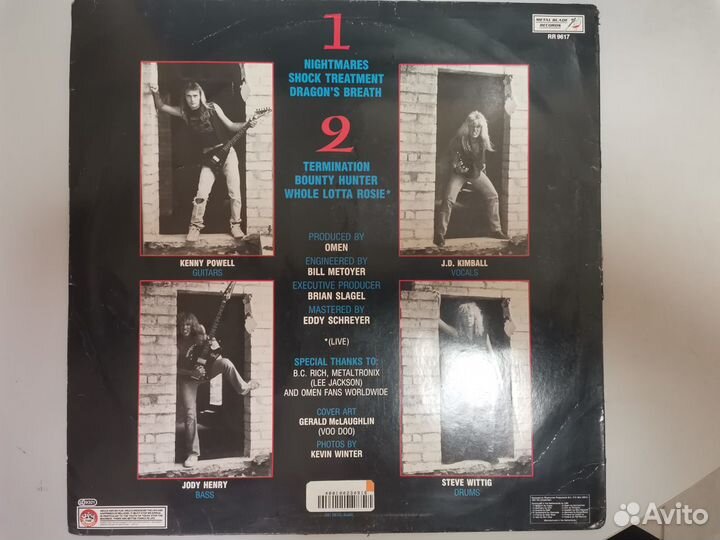 1
METAL BLADE
RECORDS
RR 9617
NIGHTMARES
SHOCK TREATMENT
DRAGON'S BREATH
2
TERMINATION
BOUNTY HUNTER
WHOLE LOTTA ROSIE*
KENNY POWELL
GUITARS
J.D. KIMBALL
VOCALS
PRODUCED BY
OMEN
ENGINEERED BY
BILL METOYER
EXECUTIVE PRODUCER
BRIAN SLAGEL
MASTERED BY
EDDY SCHREYER
*(LIVE)
SPECIAL THANKS TO:
B.C. RICH, METALTRONIX
(LEE JACKSON)
AND OMEN FANS WORLDWIDE
COVER ART
GERALD McLAUGHLIN
(VOO DOO)
PHOTOS BY
KEVIN WINTER
JODY HENRY
BASS
STEVE WITTIG
DRUMS
Avito